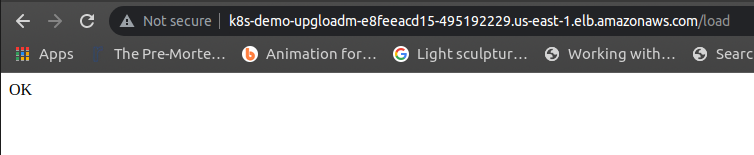 Not secure k8s-demo-upgloadm-e8feeacd15-495192229.us-east-1.elb.amazonaws.com/load
Apps The Pre-Morte... Animation for... Light sculptur... Working with... Searc
OK